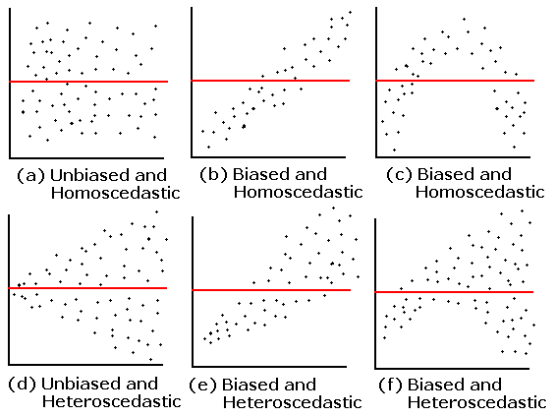 (a) Unbiased and
Homoscedastic
(b) Biased and
Homoscedastic
(c) Biased and
Homoscedastic
(d) Unbiased and
Heteroscedastic
(e) Biased and
Heteroscedastic
(f) Biased and
Heteroscedastic